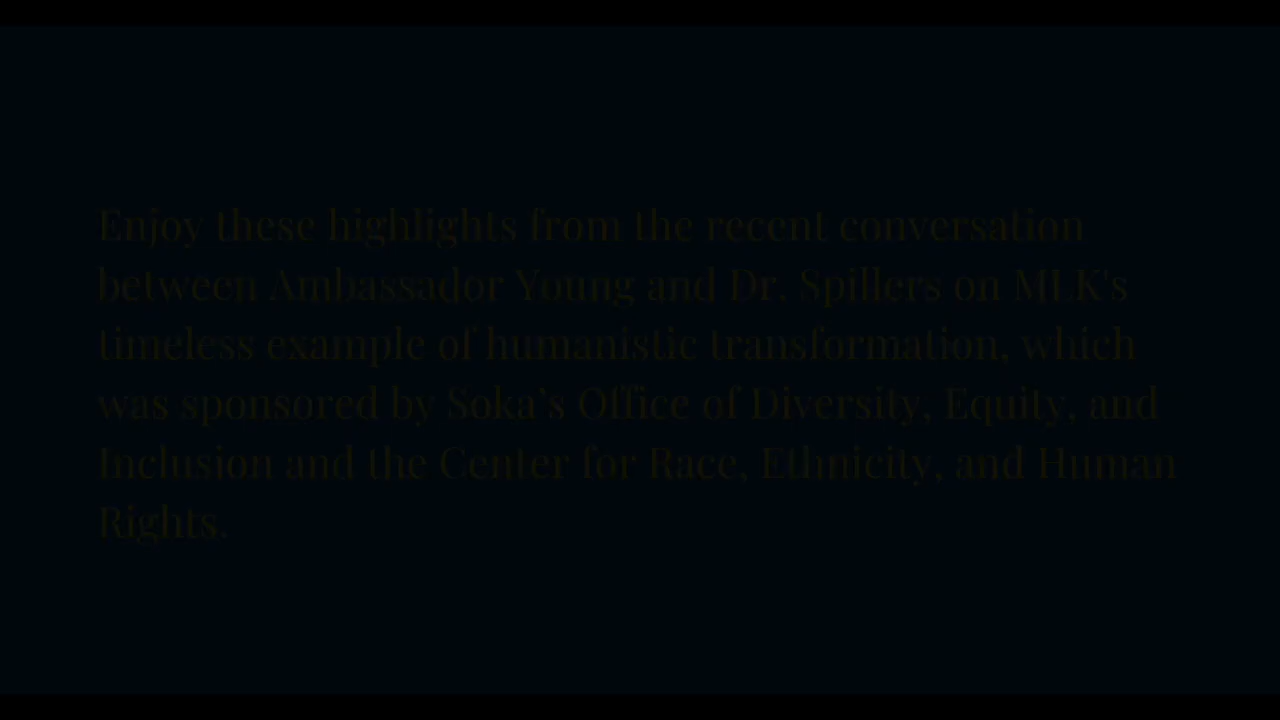 Enjoy these highlights from the recent conversation
between Ambassador Young and Dr. Spillers on MLK's
timeless example of humanistic transformation, which
was sponsored by Soka’s Office of Diversity, Equity, and
Inclusion and the Center for Race, Ethnicity, and Human
Rights.